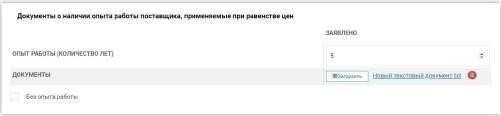 Документы о наличии опыта работы поставщика, применяемые при равенстве цен
ЗАЯВЛЕНО
ОПЫТ РАБОТЫ (КОЛИЧЕСТВО ЛЕТ) 5
ДОКУМЕНТЫ Загрузить Новый текстовый документ.txt
Без опыта работы